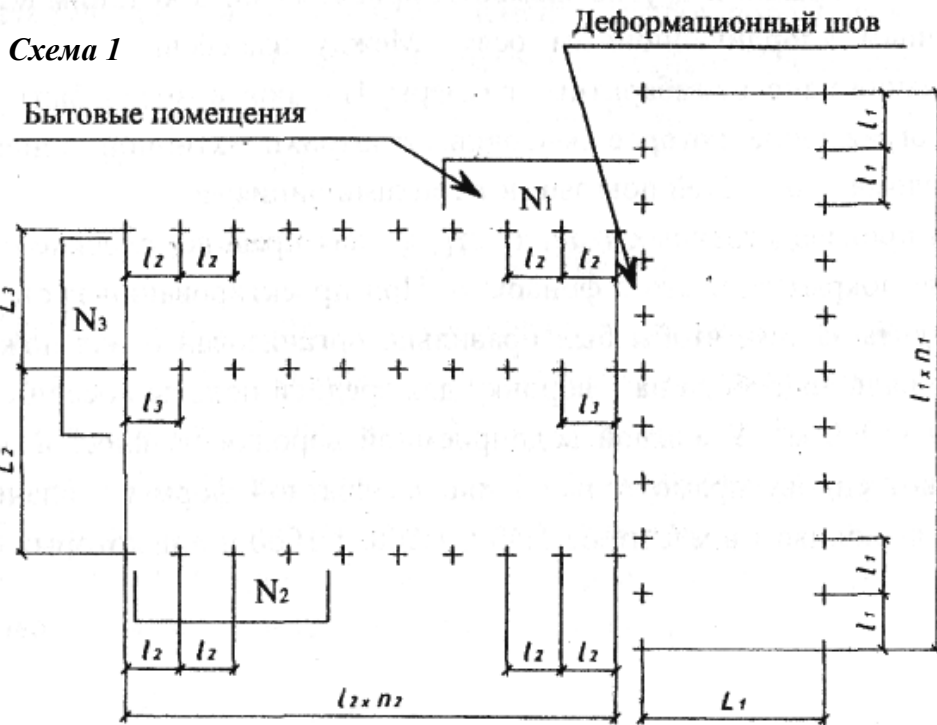 Деформационный шов
Схема 1
Бытовые помещения
l₁
l₁
N₁
l₂ l₂ l₂ l₂
L₃
N₃
l₃ l₃
l₁ x n₁
L₂
N₂
l₁
l₁
l₂ l₂ l₂ l₂
l₂ x n₂
L₁